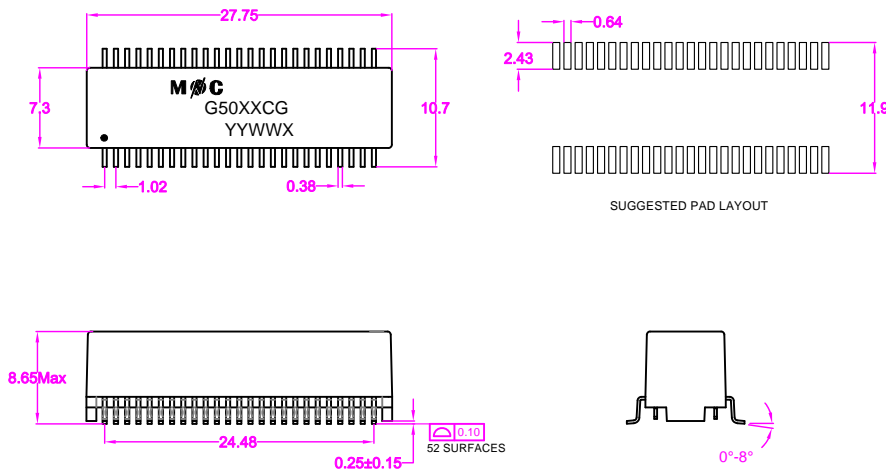 27.75
0.64
2.43
MØC
G50XXCG
YYWWX
7.3
10.7
11.9
1.02
0.38
SUGGESTED PAD LAYOUT
8.65Max
24.48
0.10
52 SURFACES
0.25±0.15
0°-8°